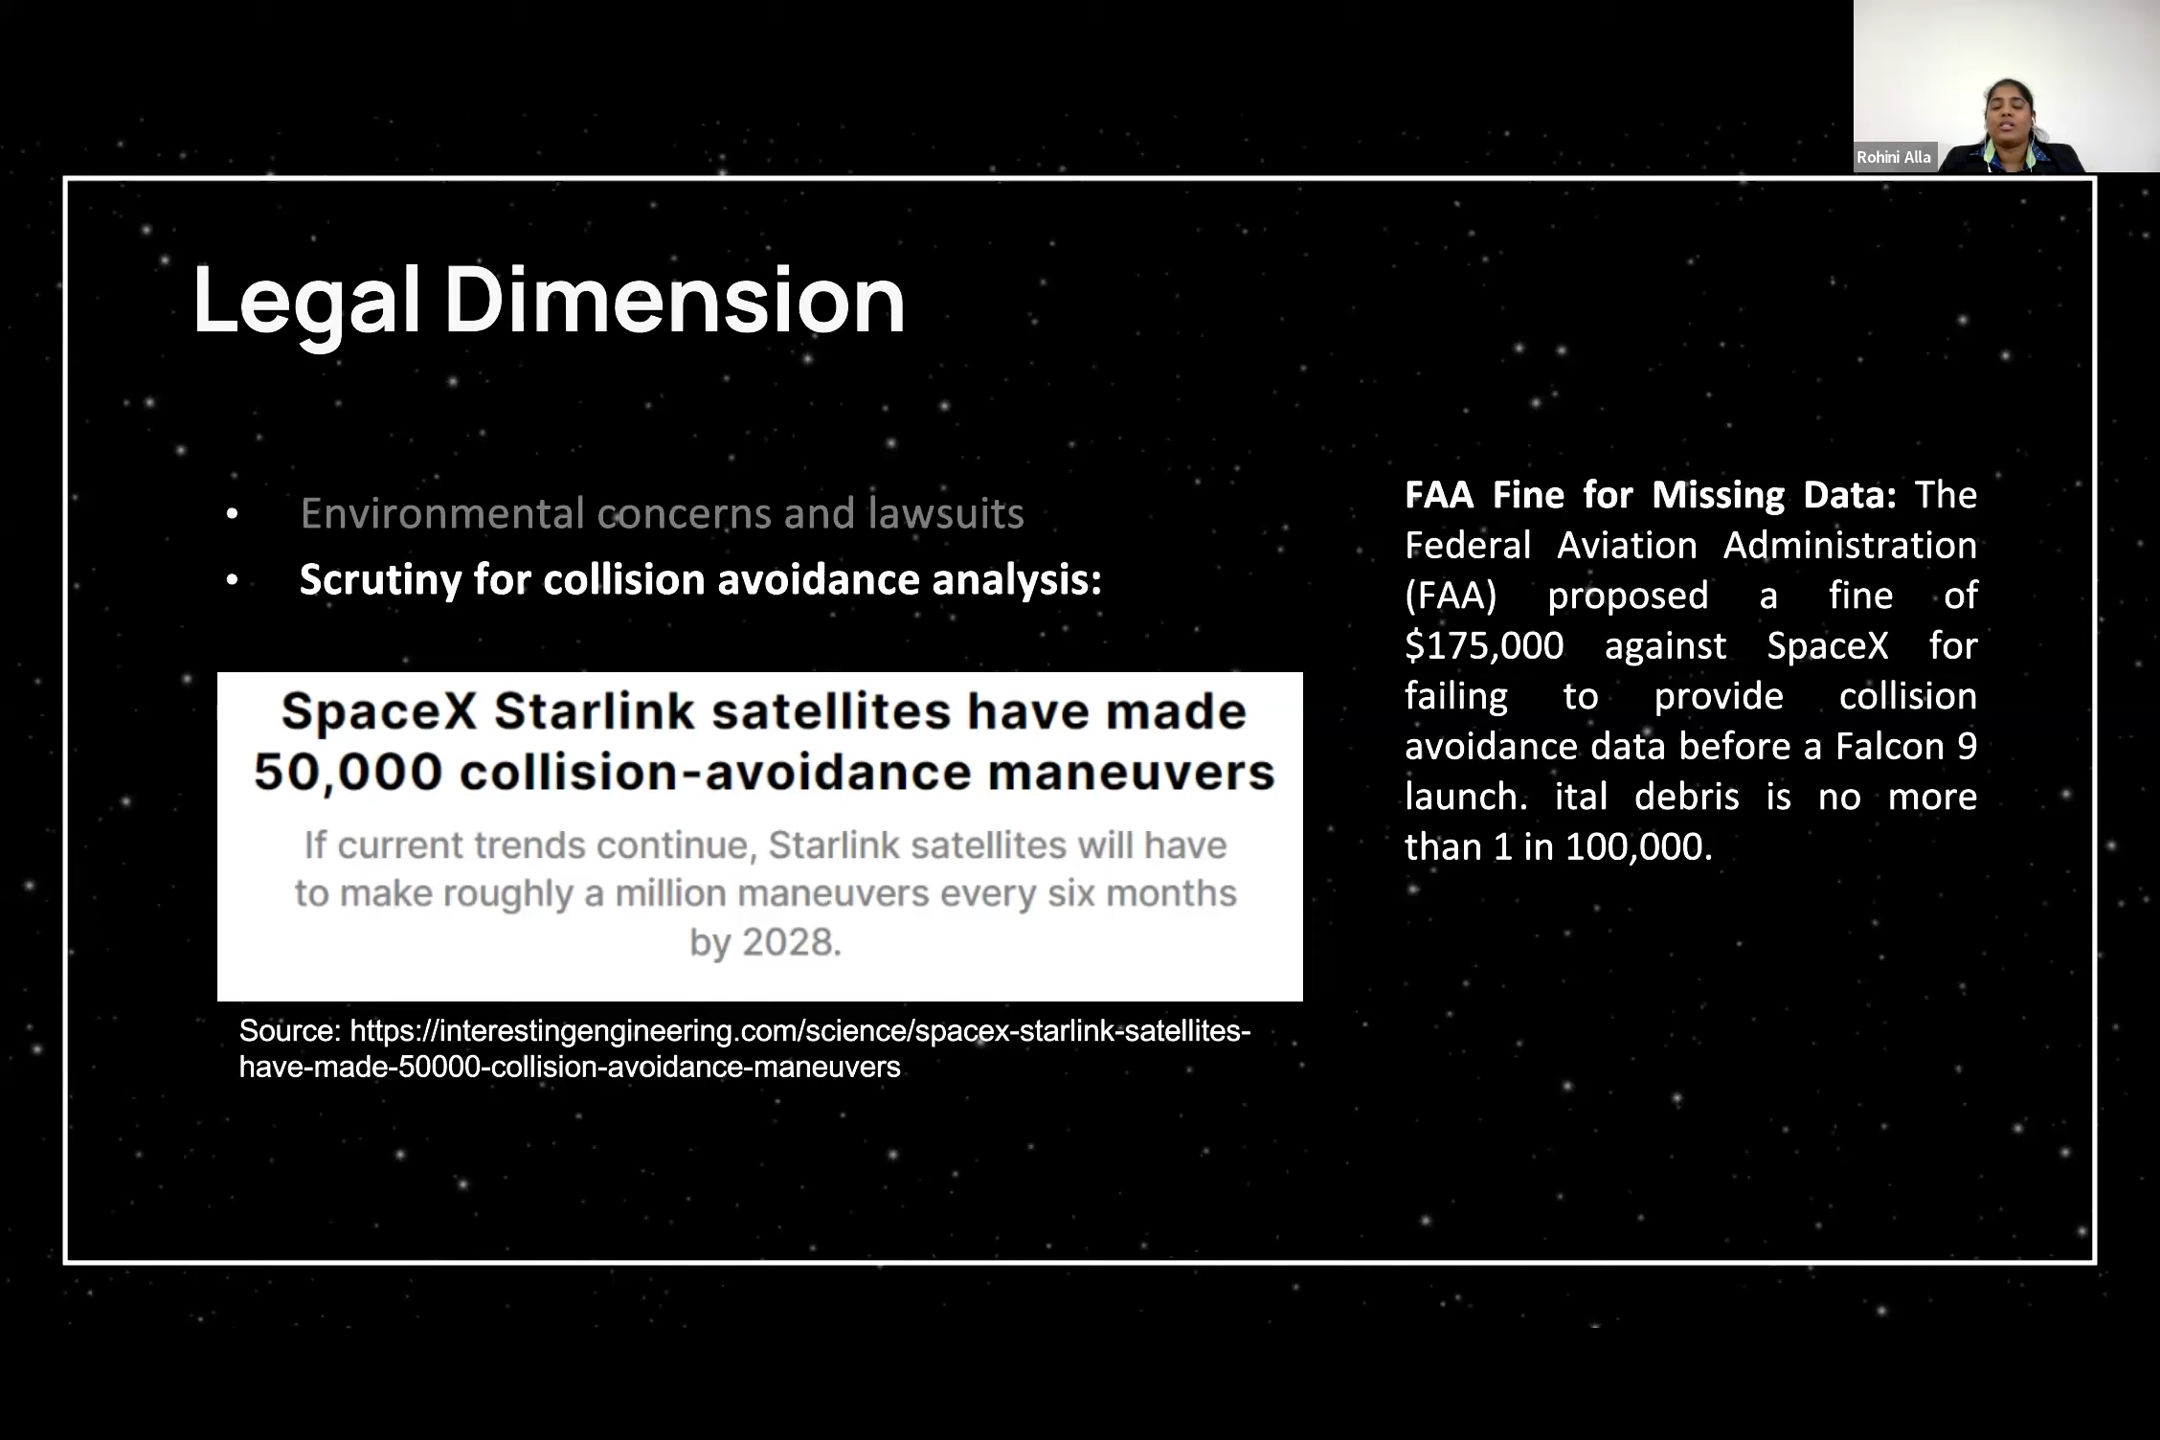 Rohini Alla
Legal Dimension
• Environmental concerns and lawsuits
• Scrutiny for collision avoidance analysis:
SpaceX Starlink satellites have made
50,000 collision-avoidance maneuvers
If current trends continue, Starlink satellites will have
to make roughly a million maneuvers every six months
by 2028.
Source: https://interestingengineering.com/science/spacex-starlink-satellites-
have-made-50000-collision-avoidance-maneuvers
FAA Fine for Missing Data: The
Federal Aviation Administration
(FAA) proposed a fine of
$175,000 against SpaceX for
failing to provide collision
avoidance data before a Falcon 9
launch. ital debris is no more
than 1 in 100,000.